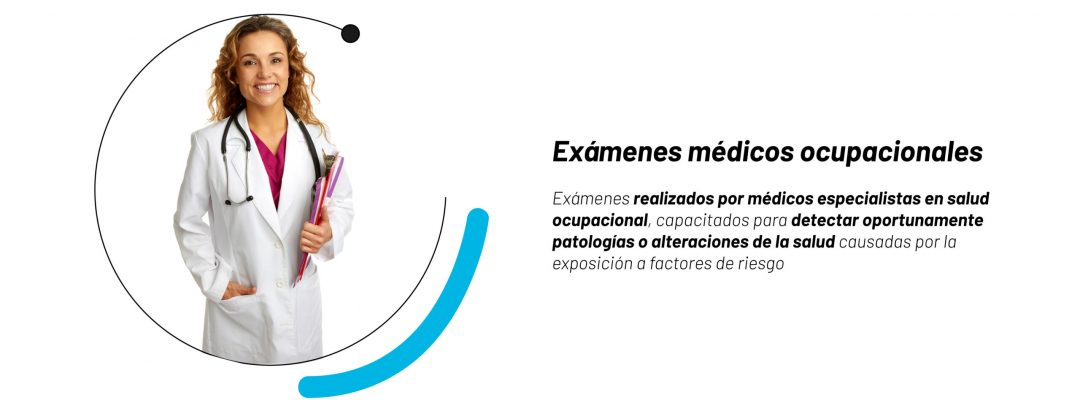 Exámenes médicos ocupacionales
Exámenes realizados por médicos especialistas en salud
ocupacional, capacitados para detectar oportunamente
patologías o alteraciones de la salud causadas por la
exposición a factores de riesgo